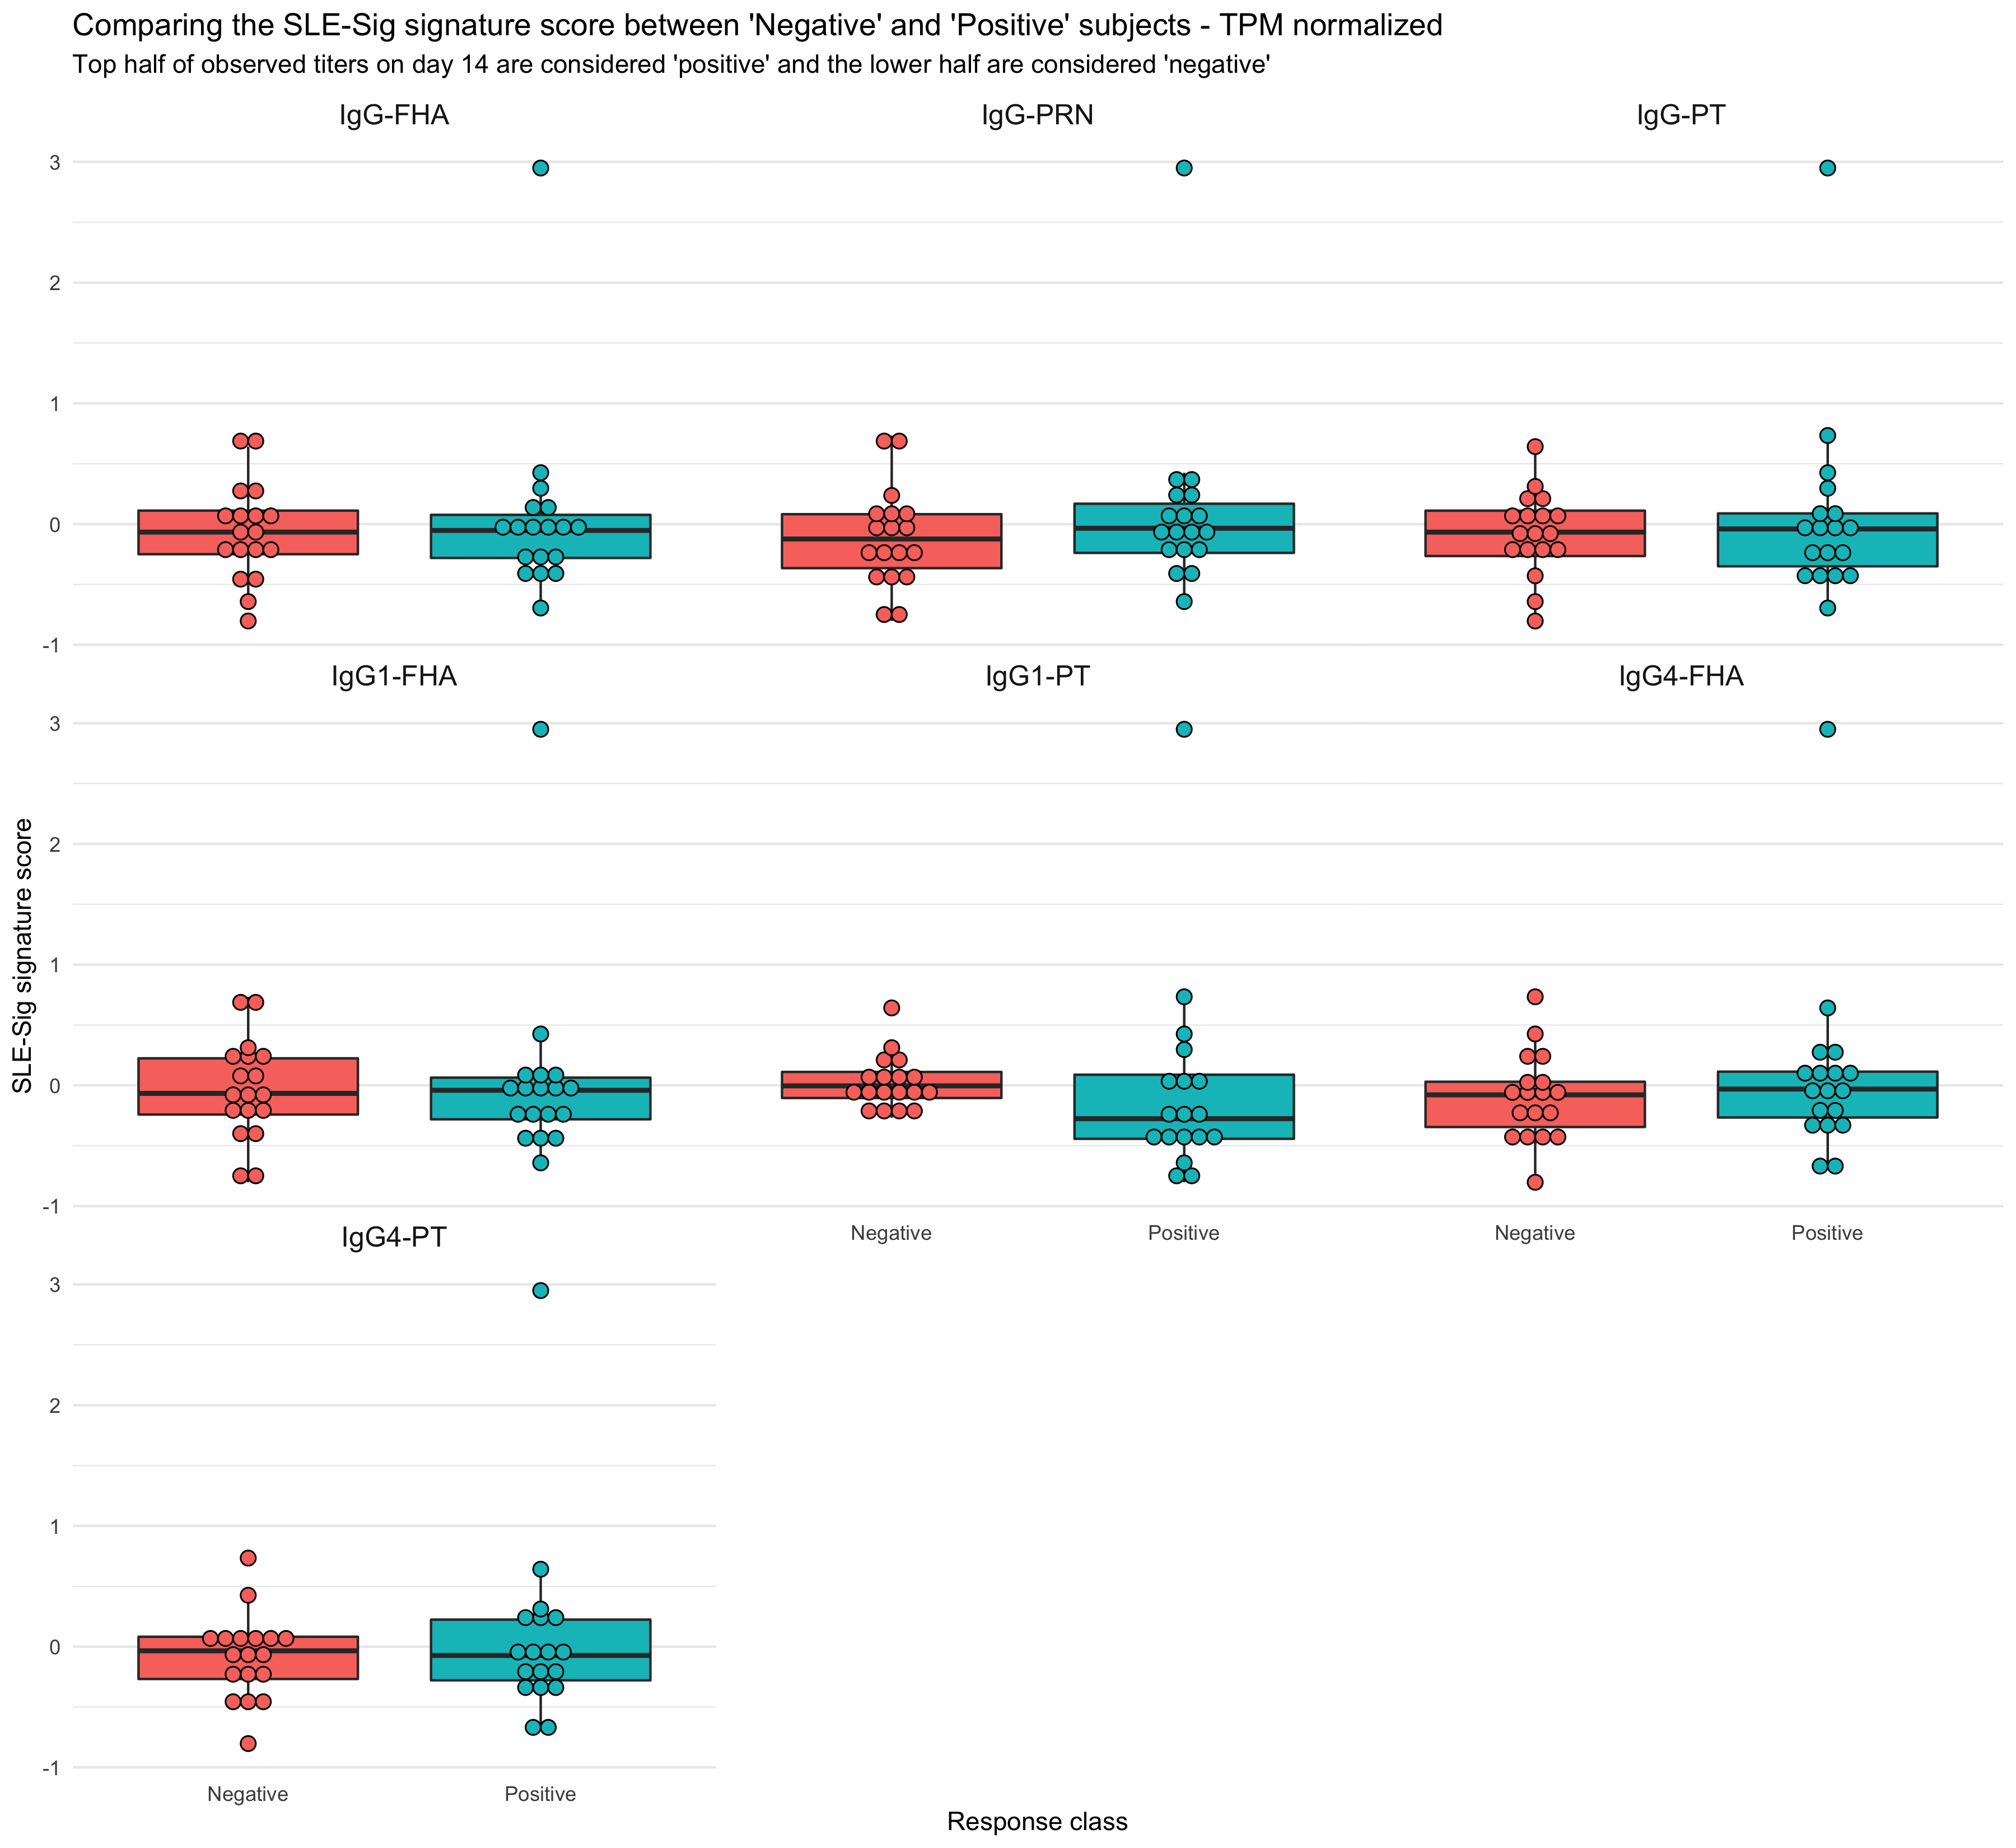 Comparing the SLE-Sig signature score between 'Negative' and 'Positive' subjects - TPM normalized
Top half of observed titers on day 14 are considered 'positive' and the lower half are considered 'negative'
IgG-FHA
IgG-PRN
IgG-PT
3
2
1
0
-1
IgG1-FHA
IgG1-PT
IgG4-FHA
3
2
1
0
-1
SLE-Sig signature score
Negative
Positive
Negative
Positive
IgG4-PT
3
2
1
0
-1
Negative
Positive
Response class